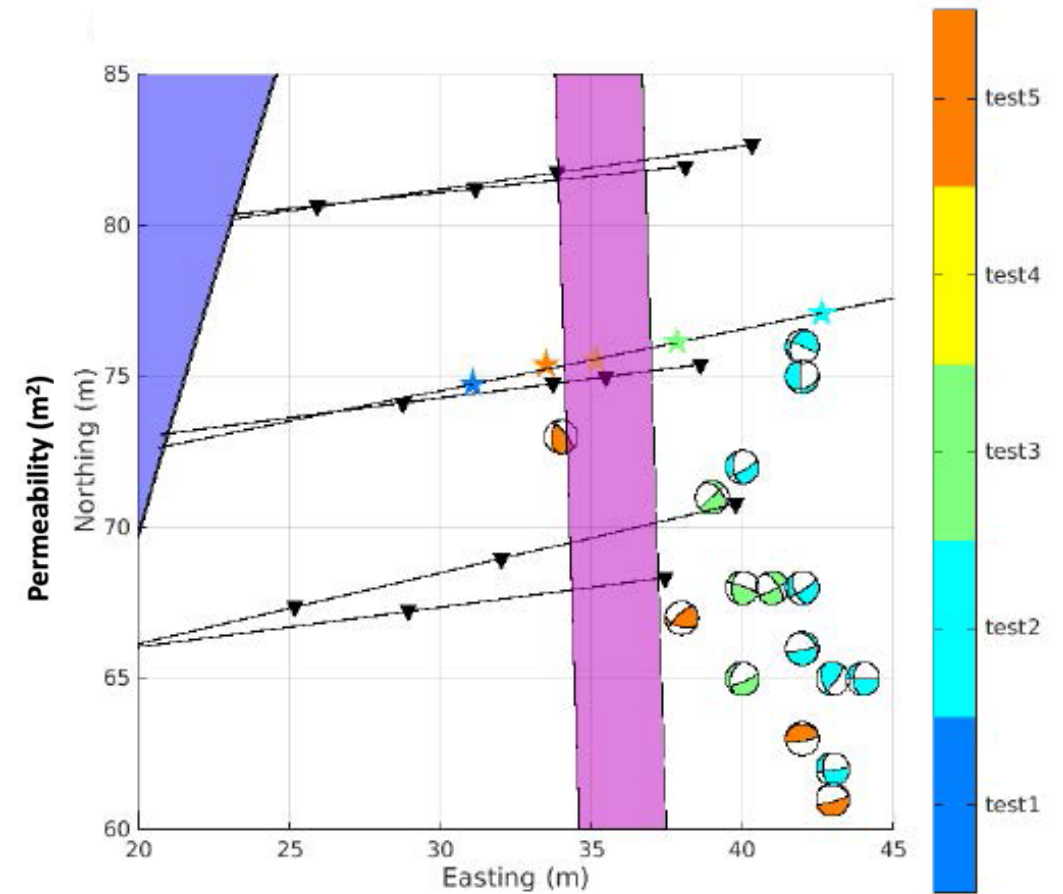 85
80
75
70
65
60
Permeability (m²)
Northing (m)
20 25 30 35 40 45
Easting (m)
test5
test4
test3
test2
test1